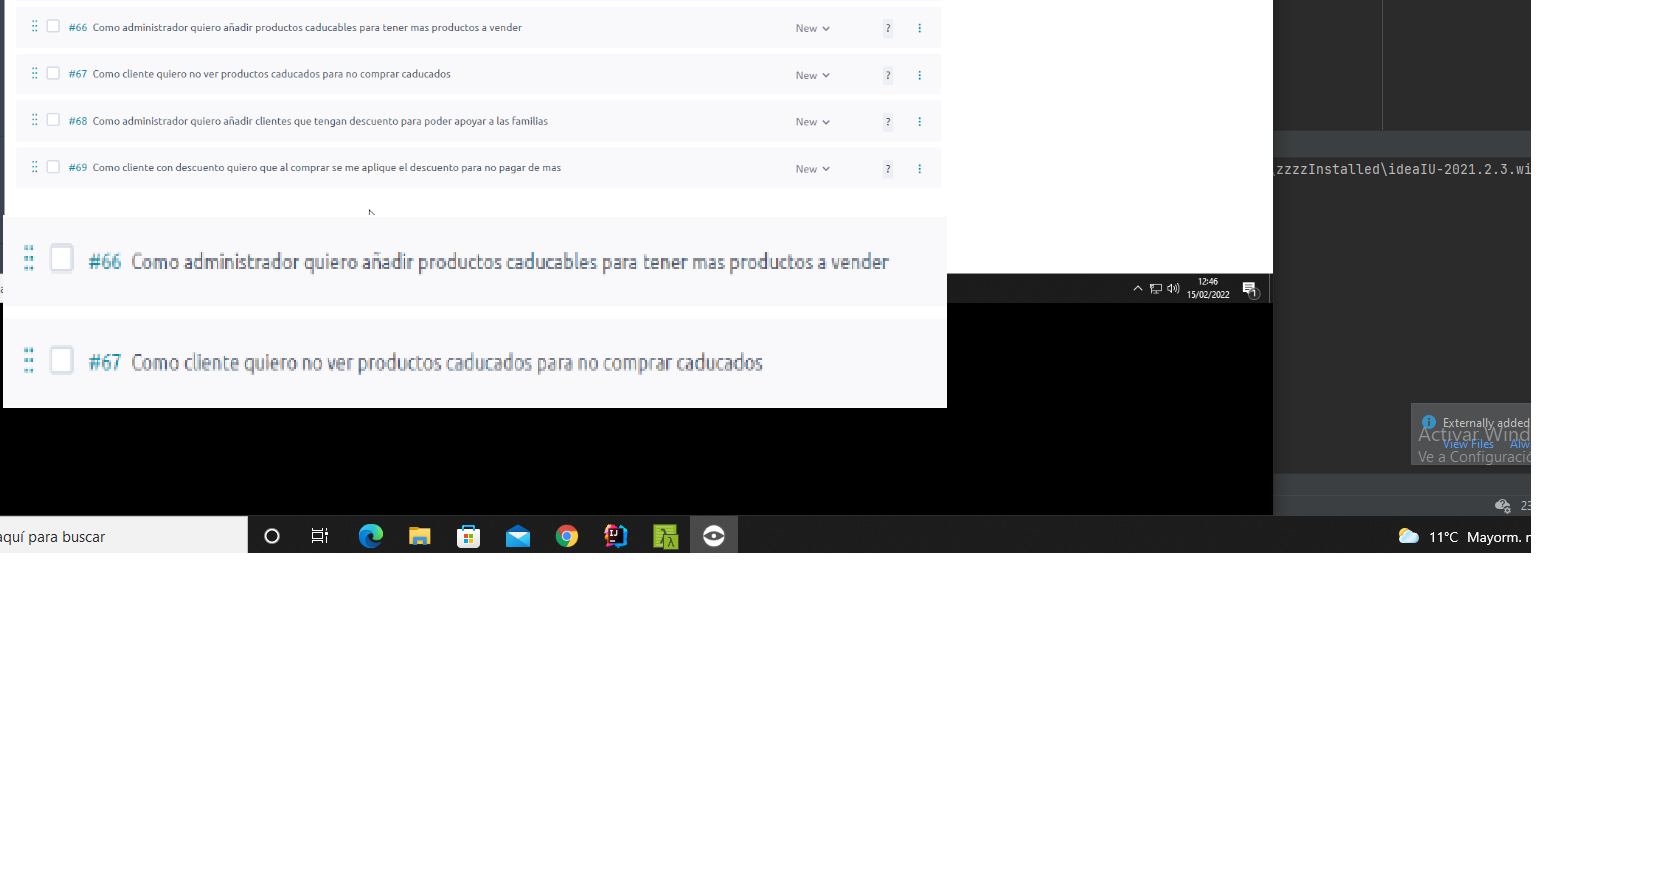 #66 Como administrador quiero añadir productos caducables para tener mas productos a vender New ?
#67 Como cliente quiero no ver productos caducados para no comprar caducados New ?
#68 Como administrador quiero añadir clientes que tengan descuento para poder apoyar a las familias New ?
#69 Como cliente con descuento quiero que al comprar se me aplique el descuento para no pagar de mas New ?
zzzzInstalled\ideaIU-2021.2.3.wi
#66 Como administrador quiero añadir productos caducables para tener mas productos a vender
#67 Como cliente quiero no ver productos caducados para no comprar caducados
12:46
15/02/2022
1
Externally added
Activar Wind
View Files Alw
Ve a Configuració
23
aquí para buscar
11°C Mayorm. n